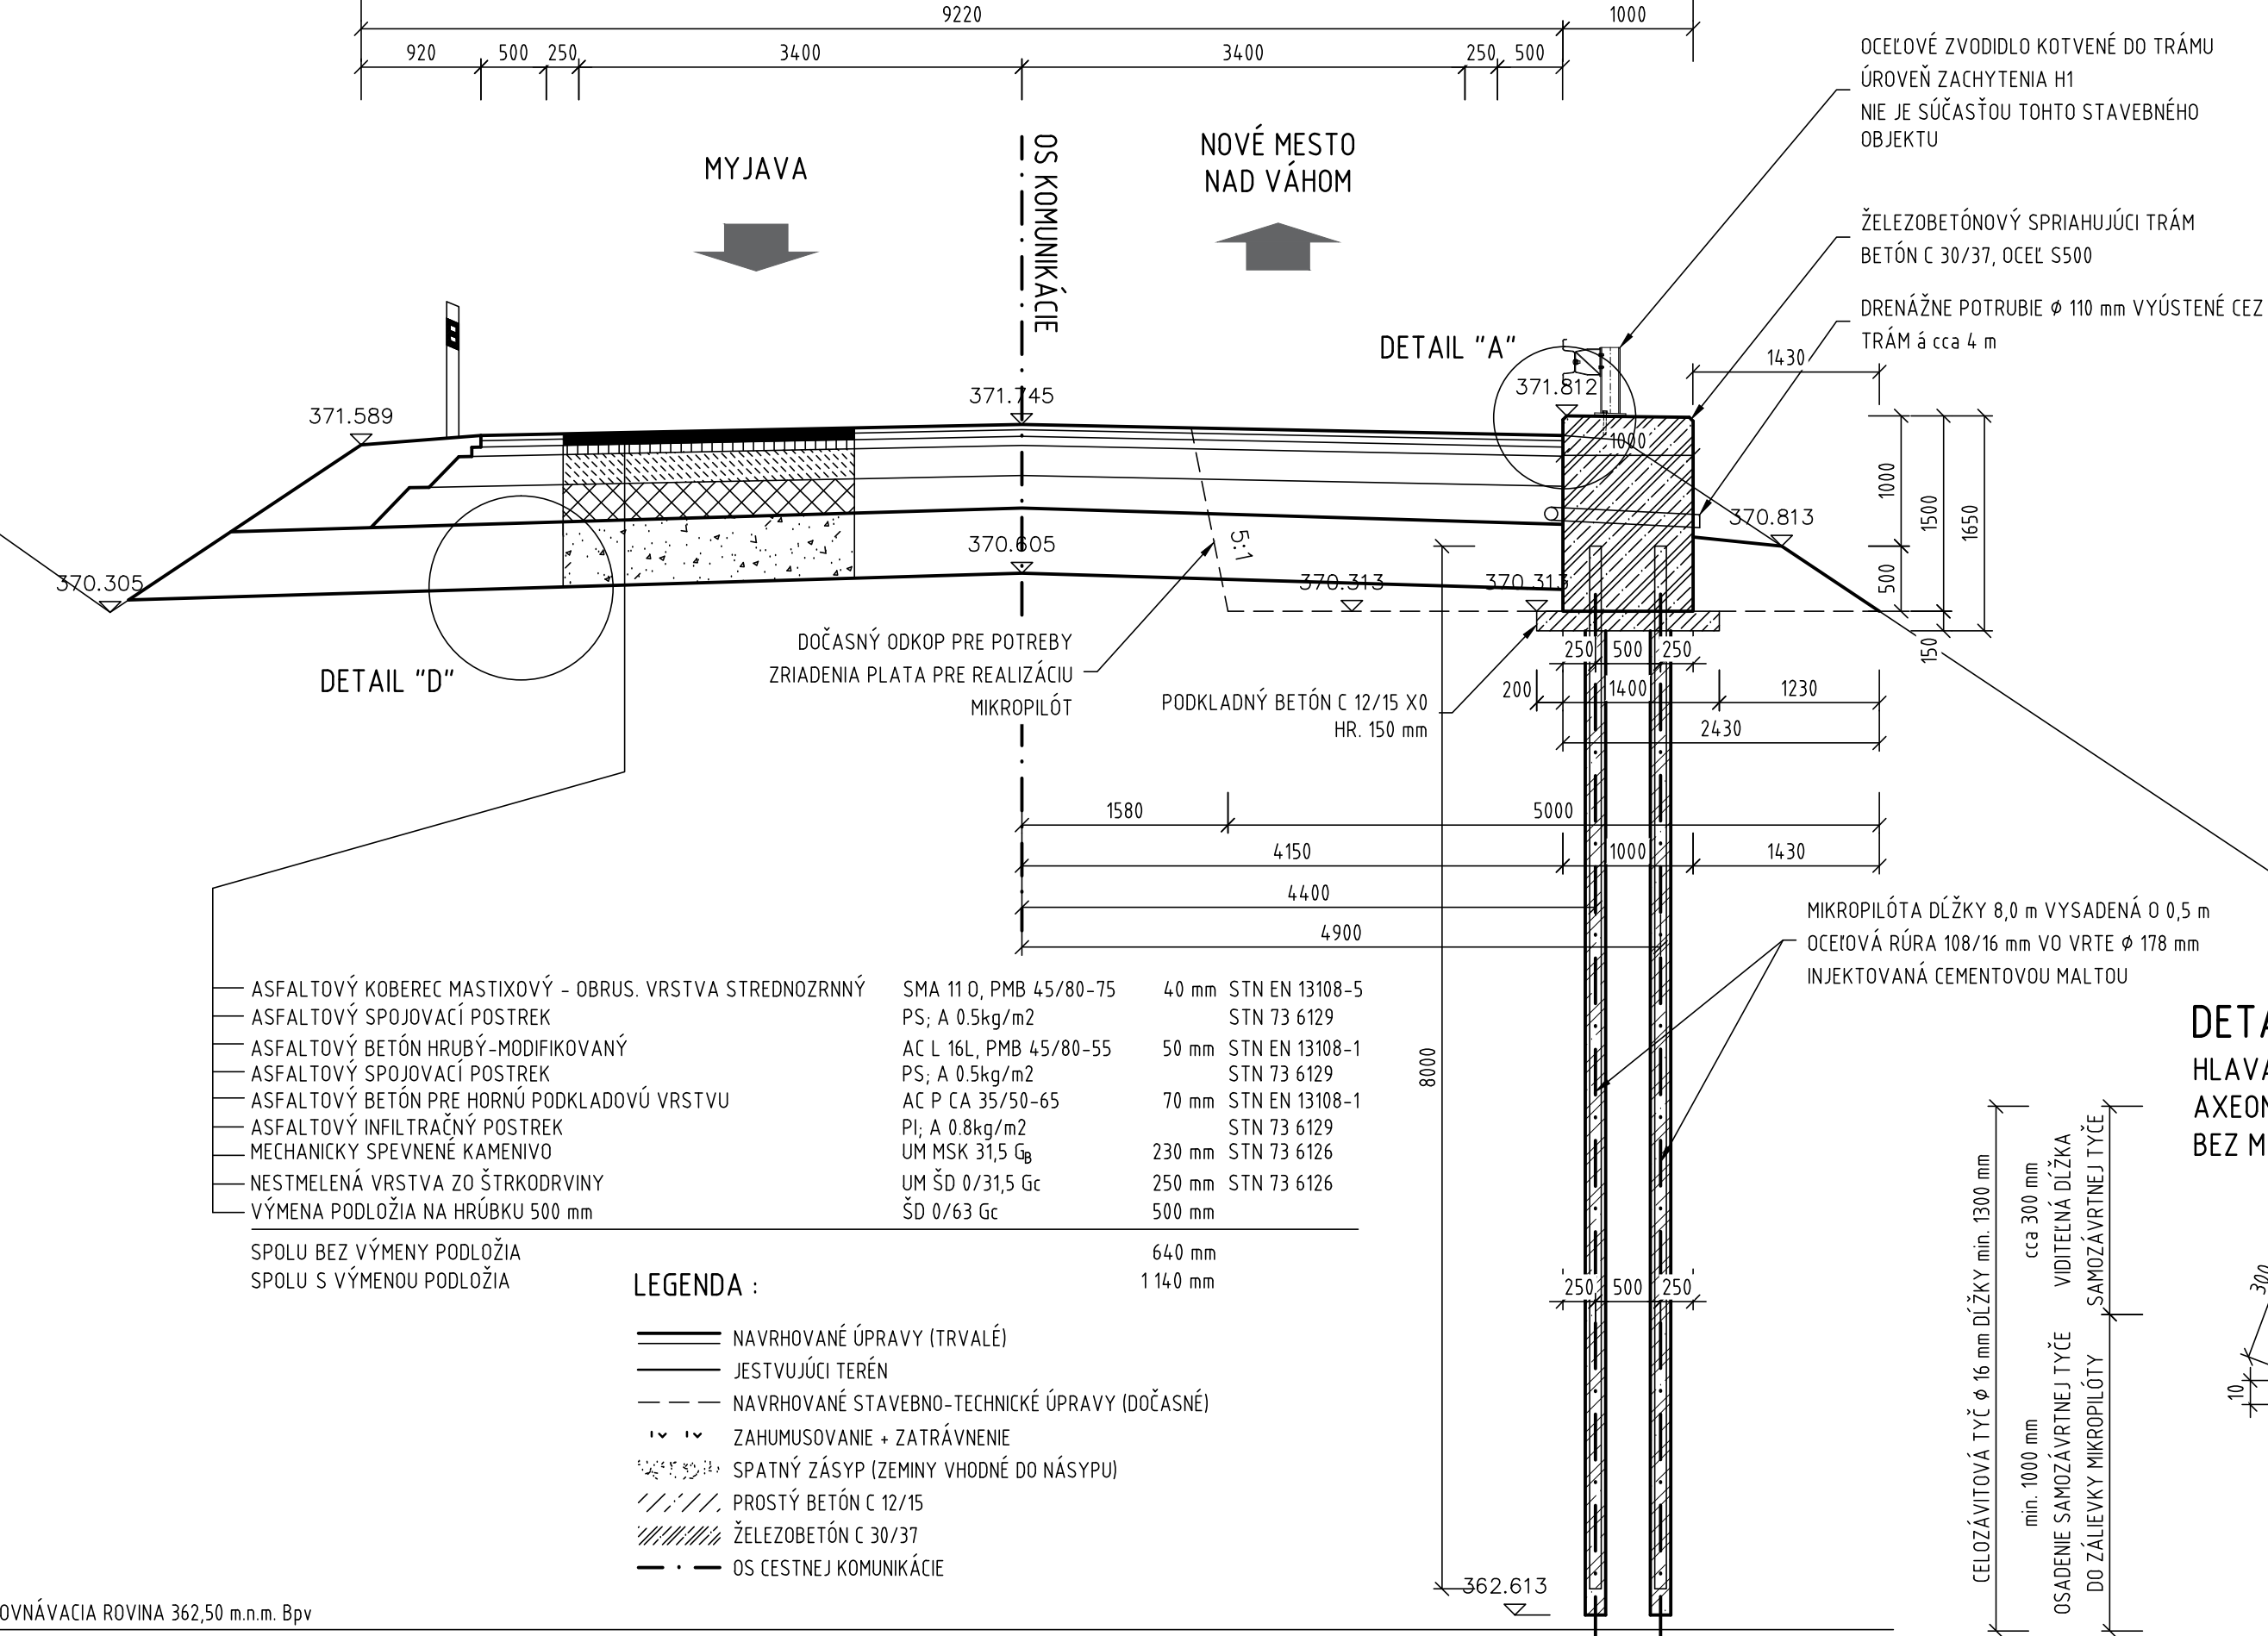 9220
1000
920
500
250
3400
3400
250
500
OCEĽOVÉ ZVODIDLO KOTVENÉ DO TRÁMU
ÚROVEŇ ZACHYTENIA H1
NIE JE SÚČASŤOU TOHTO STAVEBNÉHO
OBJEKTU
MYJAVA
OS KOMUNIKÁCIE
NOVÉ MESTO
NAD VÁHOM
ŽELEZOBETÓNOVÝ SPRIAHUJÚCI TRÁM
BETÓN C 30/37, OCEĽ S500
DRENÁŽNE POTRUBIE Φ 110 mm VYÚSTENÉ CEZ
TRÁM á cca 4 m
DETAIL "A"
1430
371.589
371.745
371.812
1000
370.813
1000
500
1500
1650
150
370.605
5:1
370.305
370.313
370.313
DETAIL "D"
DOČASNÝ ODKOP PRE POTREBY
ZRIADENIA PLATA PRE REALIZÁCIU
MIKROPILÓT
PODKLADNÝ BETÓN C 12/15 X0
HR. 150 mm
250
500
250
200
1400
1230
2430
1580
5000
4150
1000
1430
4400
4900
8000
MIKROPILÓTA DĹŽKY 8,0 m VYSADENÁ O 0,5 m
OCEĽOVÁ RÚRA 108/16 mm VO VRTE Φ 178 mm
INJEKTOVANÁ CEMENTOVOU MALTOU
ASFALTOVÝ KOBEREC MASTIXOVÝ - OBRUS. VRSTVA STREDNOZRNNÝ SMA 11 O, PMB 45/80-75 40 mm STN EN 13108-5
ASFALTOVÝ SPOJOVACÍ POSTREK PS; A 0.5kg/m2 STN 73 6129
ASFALTOVÝ BETÓN HRUBÝ-MODIFIKOVANÝ AC L 16L, PMB 45/80-55 50 mm STN EN 13108-1
ASFALTOVÝ SPOJOVACÍ POSTREK PS; A 0.5kg/m2 STN 73 6129
ASFALTOVÝ BETÓN PRE HORNÚ PODKLADOVÚ VRSTVU AC P CA 35/50-65 70 mm STN EN 13108-1
ASFALTOVÝ INFILTRAČNÝ POSTREK PI; A 0.8kg/m2 STN 73 6129
MECHANICKY SPEVNENÉ KAMENIVO UM MSK 31,5 GB 230 mm STN 73 6126
NESTMELENÁ VRSTVA ZO ŠTRKODRVINY UM ŠD 0/31,5 Gc 250 mm STN 73 6126
VÝMENA PODLOŽIA NA HRÚBKU 500 mm ŠD 0/63 Gc 500 mm
SPOLU BEZ VÝMENY PODLOŽIA 640 mm
SPOLU S VÝMENOU PODLOŽIA 1 140 mm
LEGENDA :
NAVRHOVANÉ ÚPRAVY (TRVALÉ)
JESTVUJÚCI TERÉN
NAVRHOVANÉ STAVEBNO-TECHNICKÉ ÚPRAVY (DOČASNÉ)
ZAHUMUSOVANIE + ZATRÁVNENIE
SPATNÝ ZÁSYP (ZEMINY VHODNÉ DO NÁSYPU)
PROSTÝ BETÓN C 12/15
ŽELEZOBETÓN C 30/37
OS CESTNEJ KOMUNIKÁCIE
250
500
250
362.613
OVNÁVACIA ROVINA 362,50 m.n.m. Bpv
DETA
HLAVA
AXEON
BEZ M
CELOZÁVITOVÁ TYČ Φ 16 mm DĹŽKY min. 1300 mm
cca 300 mm
min. 1000 mm
VIDITEĽNÁ DĹŽKA
SAMOZÁVRTNEJ TYČE
OSADENIE SAMOZÁVRTNEJ TYČE
DO ZÁLIEVKY MIKROPILÓTY
300
10